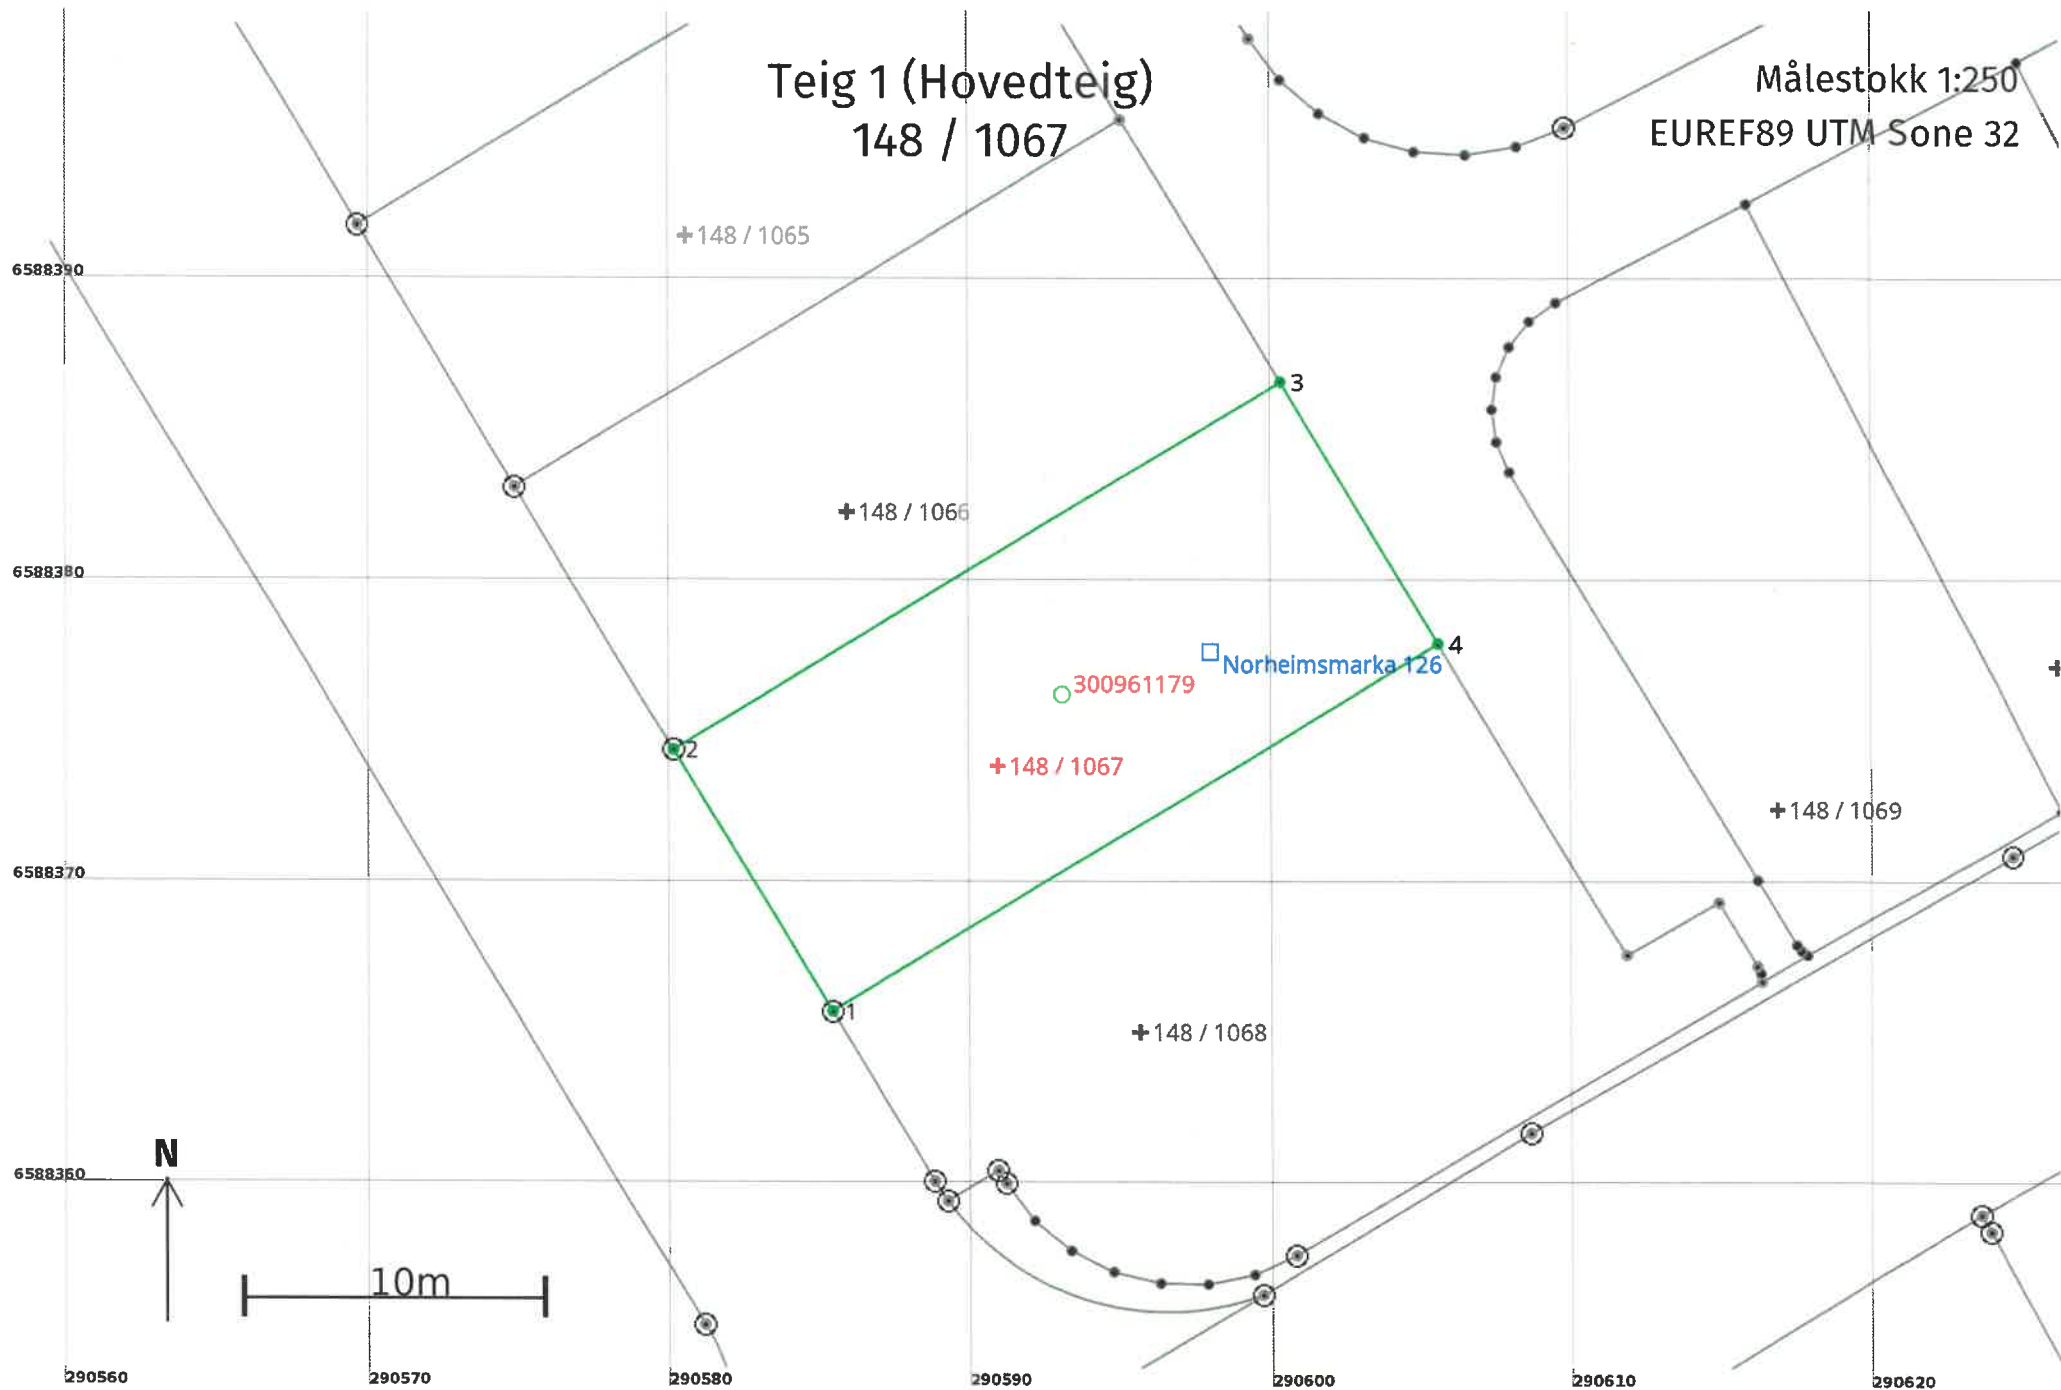 Teig 1 (Hovedteig)
148 / 1067
Målestokk 1:250
EUREF89 UTM Sone 32
148 / 1065
6588390
3
148 / 1066
6588380
4
Norheimsmarka 126
300961179
2
148 / 1067
148 / 1069
6588370
1
148 / 1068
N
6588360
10m
290560
290570
290580
290590
290600
290610
290620